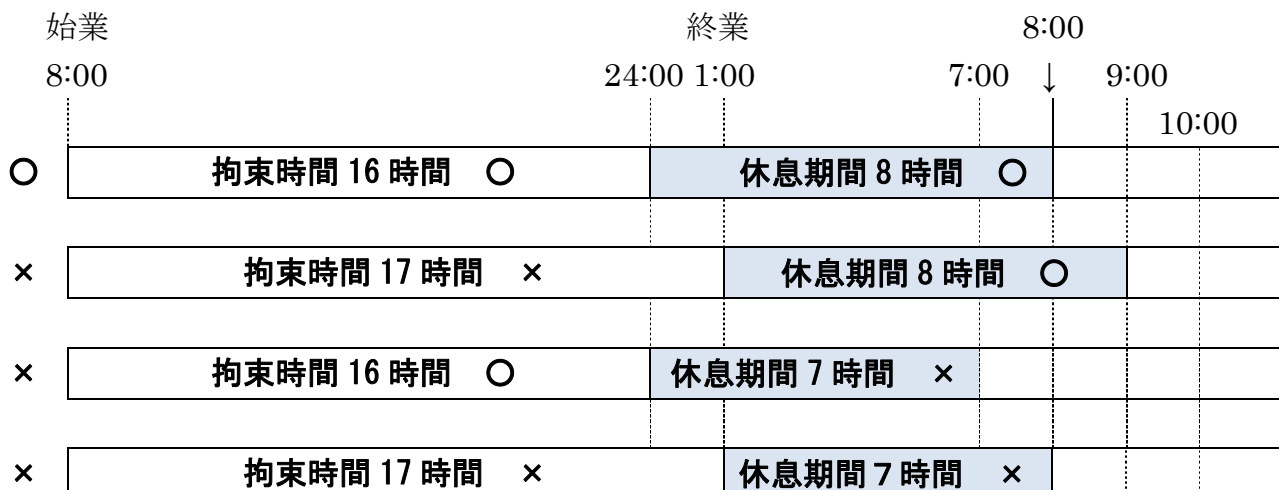 始業 終業 8:00
8:00 24:00 1:00 7:00 ↓ 9:00
10:00
○ 拘束時間 16 時間 ○ 休息期間 8 時間 ○
× 拘束時間 17 時間 × 休息期間 8 時間 ○
× 拘束時間 16 時間 ○ 休息期間 7 時間 ×
× 拘束時間 17 時間 × 休息期間 7 時間 ×